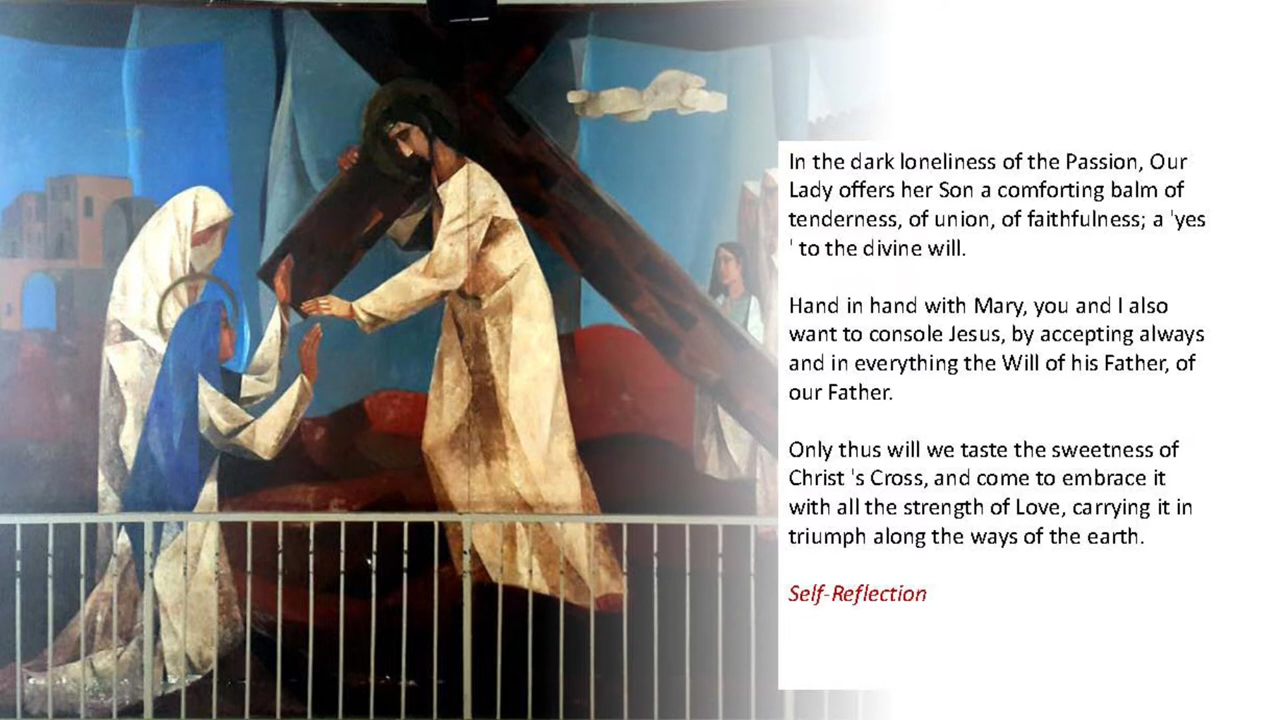 In the dark loneliness of the Passion, Our
Lady offers her Son a comforting balm of
tenderness, of union, of faithfulness; a 'yes
' to the divine will.
Hand in hand with Mary, you and I also
want to console Jesus, by accepting always
and in everything the Will of his Father, of
our Father.
Only thus will we taste the sweetness of
Christ 's Cross, and come to embrace it
with all the strength of Love, carrying it in
triumph along the ways of the earth.
Self-Reflection